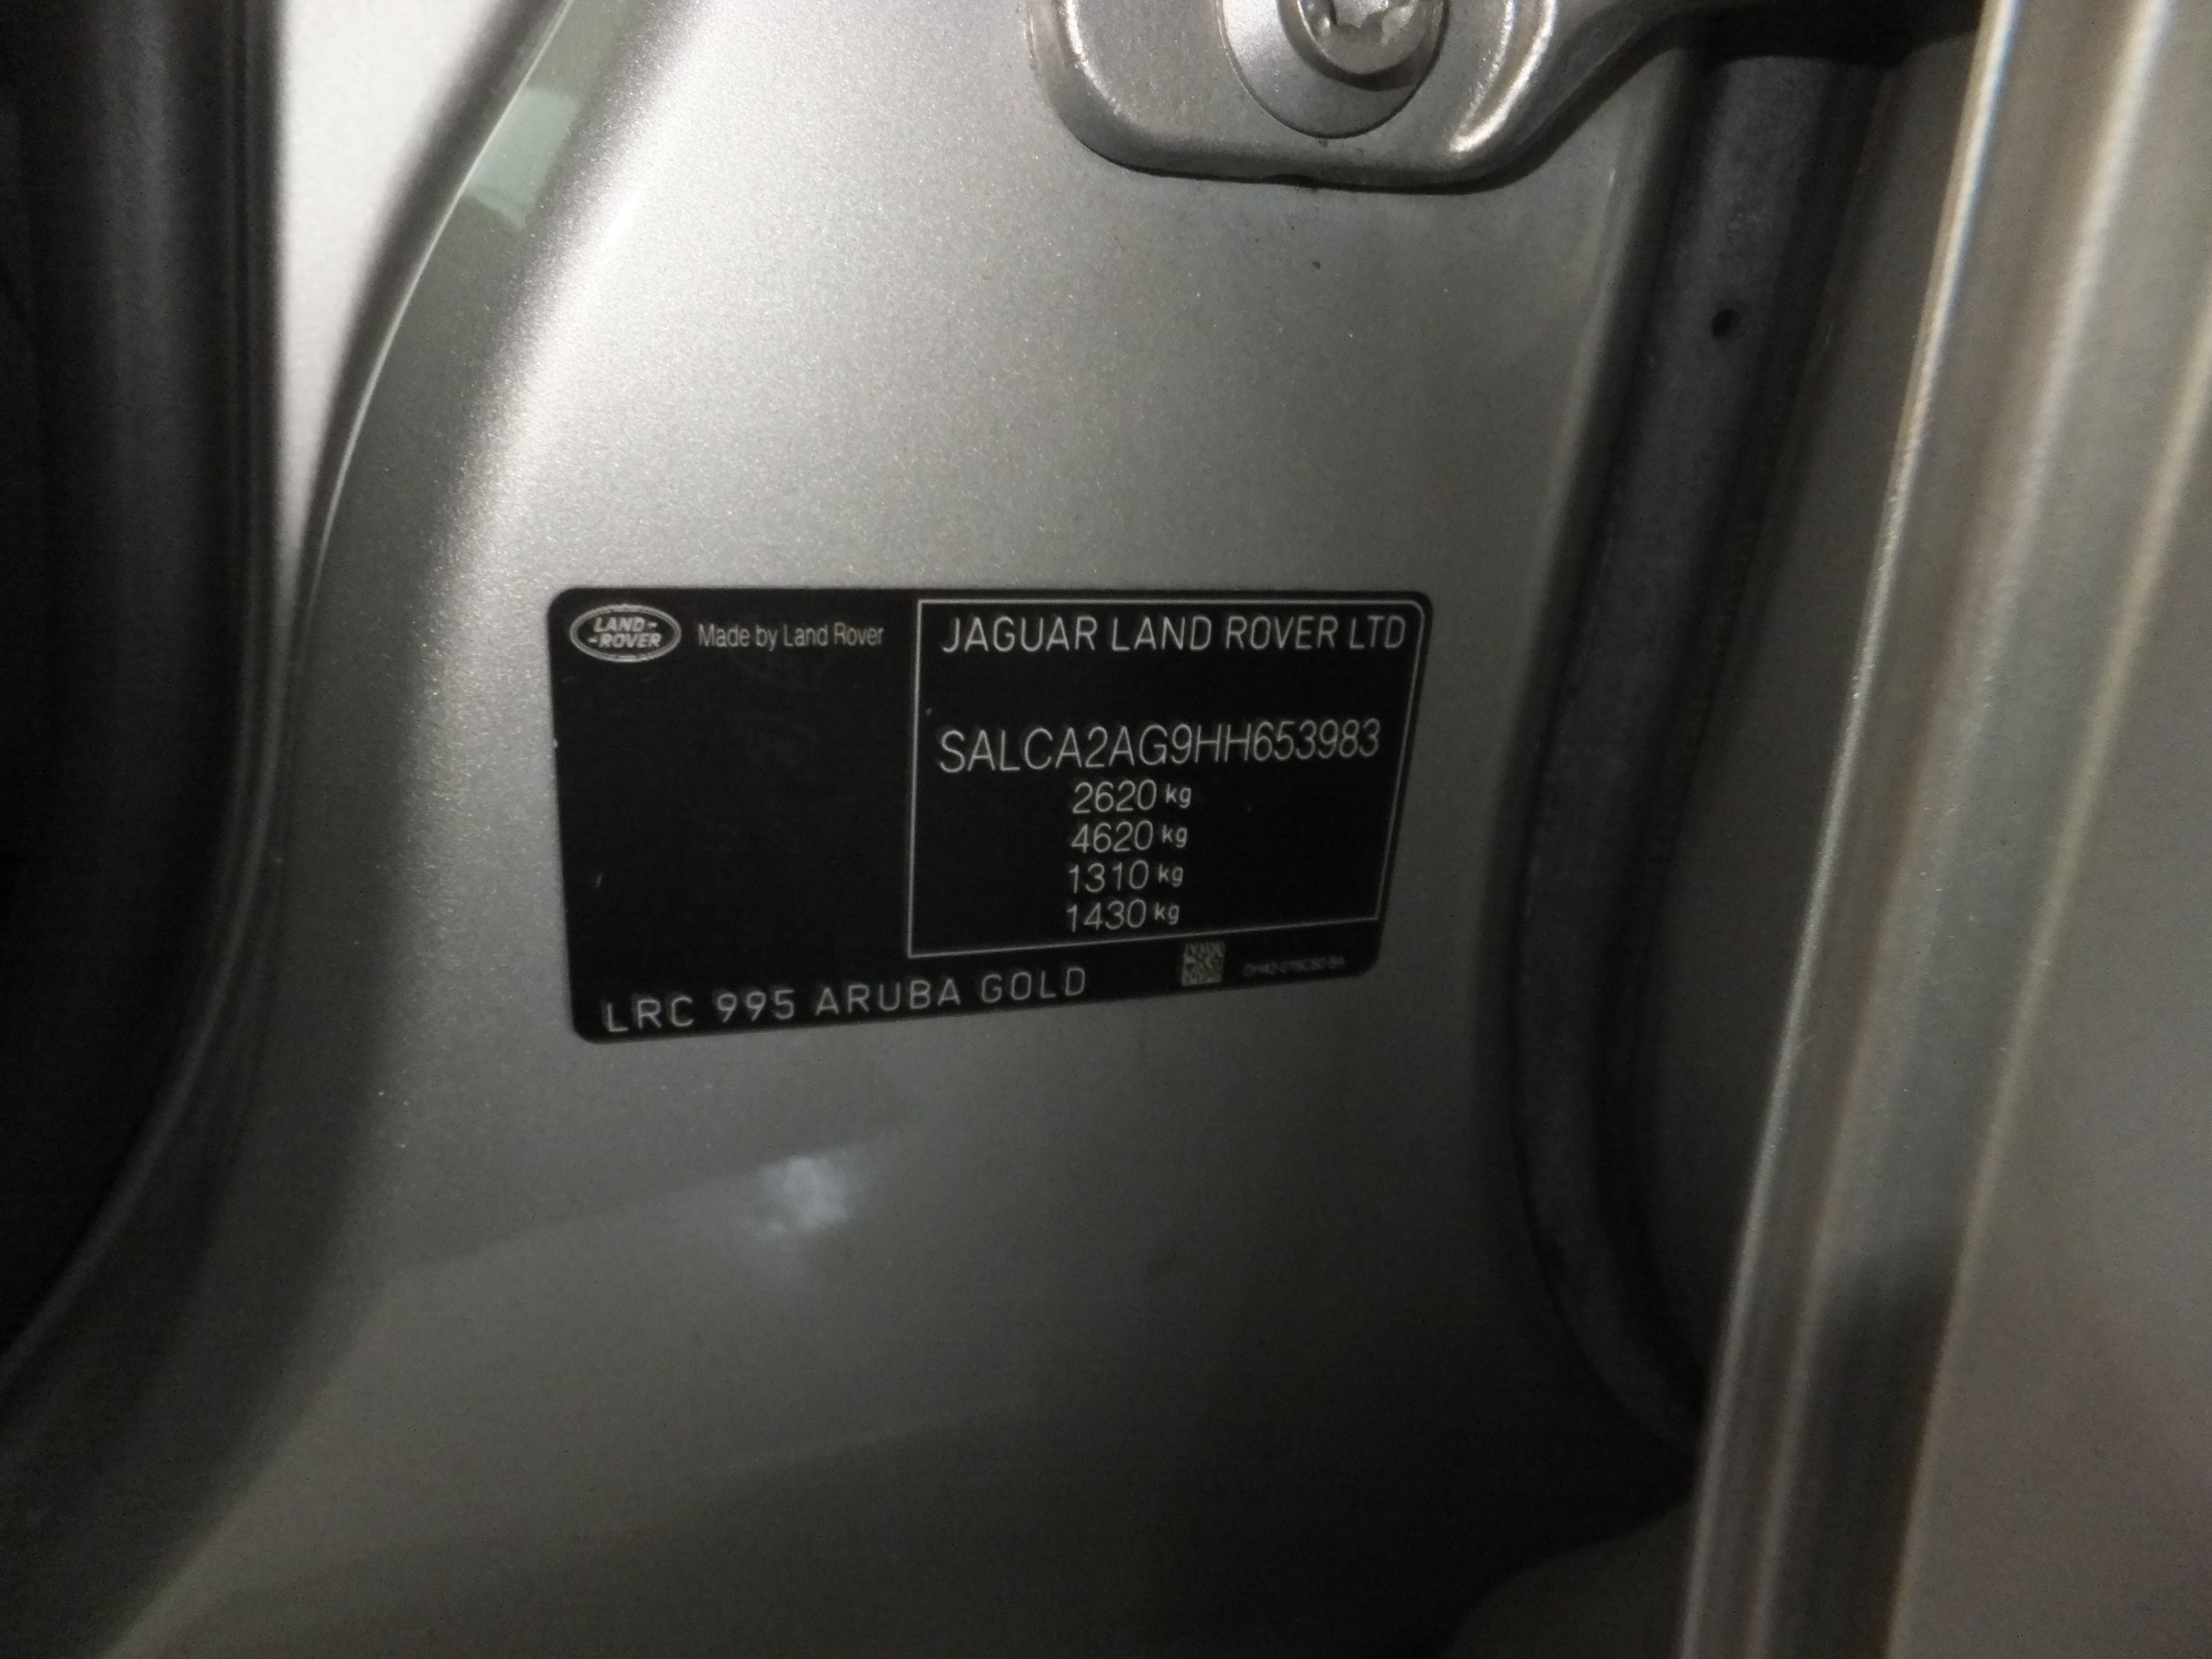 LAND-
-ROVER
Made by Land Rover
JAGUAR LAND ROVER LTD
SALCA2AG9HH653983
2620 kg
4620 kg
1310 kg
1430 kg
LRC 995 ARUBA GOLD